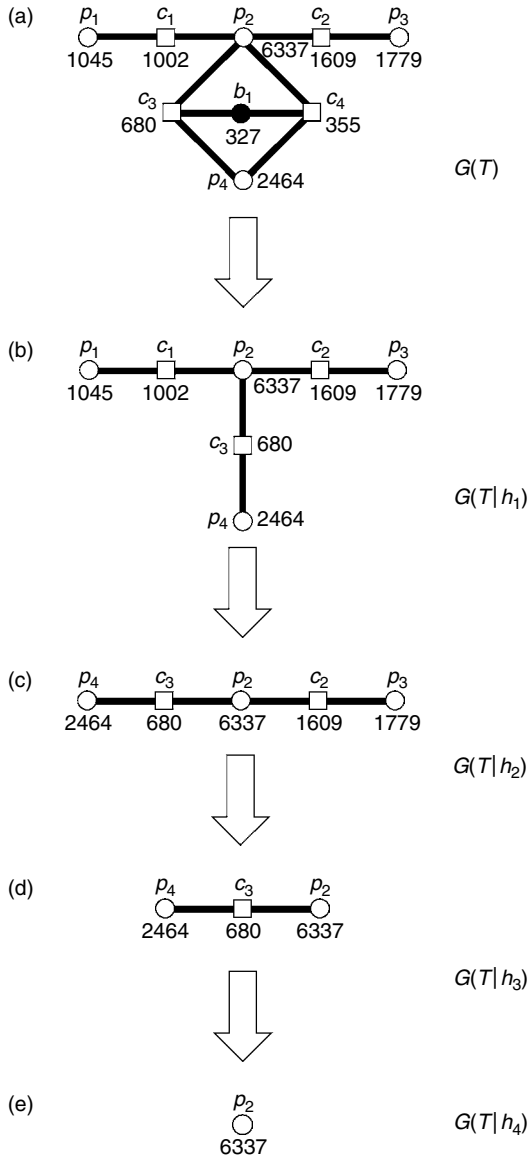 (a) p1 c1 p2 c2 p3
1045 1002 6337 1609 1779
c3 b1 c4
680 327 355
p4 2464 G(T)
(b) p1 c1 p2 c2 p3
1045 1002 6337 1609 1779
c3 680
p4 2464 G(T|h1)
(c) p4 c3 p2 c2 p3
2464 680 6337 1609 1779
G(T|h2)
(d) p4 c3 p2
2464 680 6337
G(T|h3)
(e) p2 G(T|h4)
6337